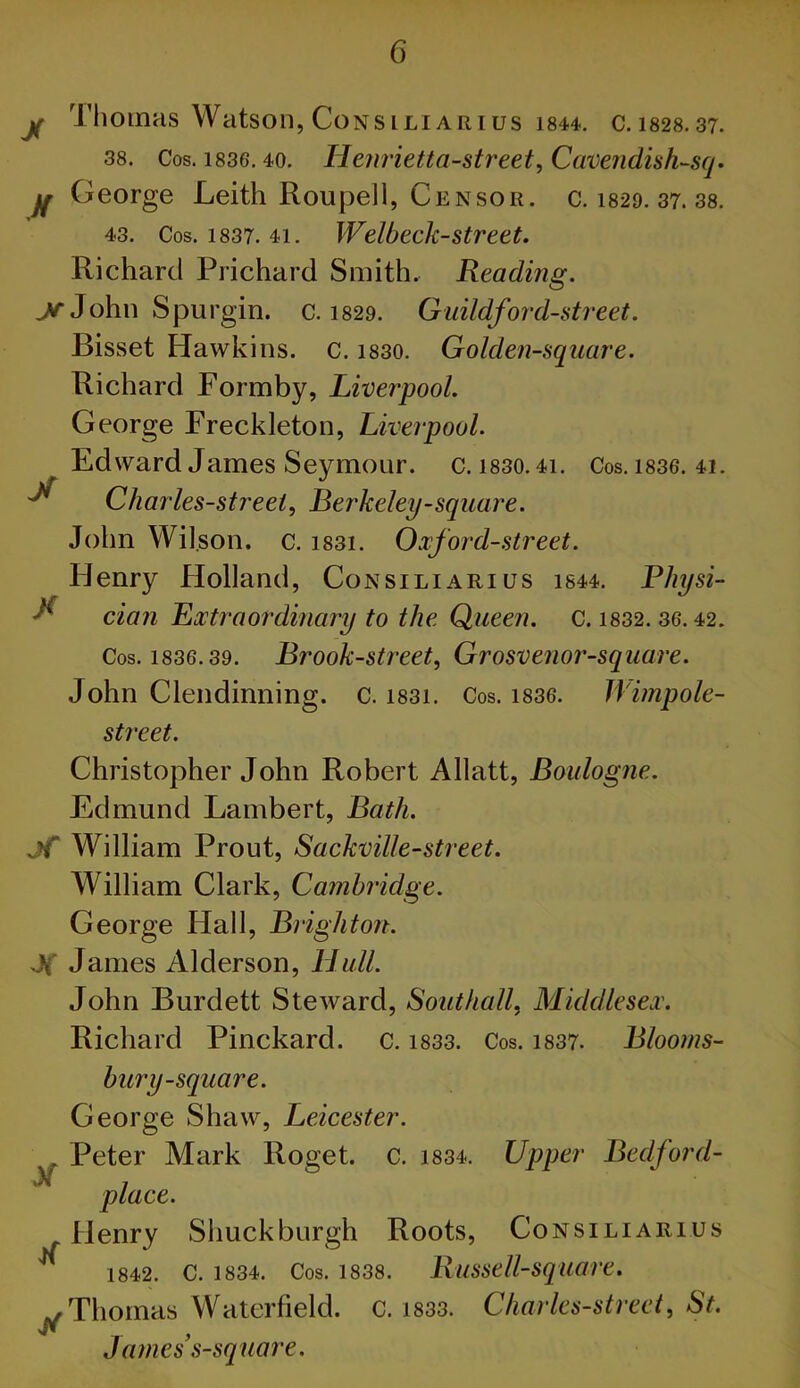 6
Thomas Watson, CONSILIARIUS 1844. C. 1828. 37.
38. Cos. 1836. 40. Henrietta-street, Cavendish-sq.
George Leith Roupell, CENSOR. C. 1829. 37. 38.
43. Cos. 1837. 41. Welbeck-street.
Richard Prichard Smith. Reading.
John Spurgin. C. 1829. Guildford-street.
Bisset Hawkins. C. 1830. Golden-square.
Richard Formby, Liverpool.
George Freckleton, Liverpool.
Edward James Seymour. C. 1830. 41. Cos. 1836. 41.
Charles-street, Berkeley-square.
John Wilson. C. 1831. Oxford-street.
Henry Holland, CONSILIARIUS 1844. Physi-
cian Extraordinary to the Queen. C. 1832. 36. 42.
Cos. 1836. 39. Brook-street, Grosvenor-square.
John Clendinning. C. 1831. Cos. 1836. Wimpole-
street.
Christopher John Robert Allatt, Boulogne.
Edmund Lambert, Bath.
William Prout, Sackville-street.
William Clark, Cambridge.
George Hall, Brighton.
James Alderson, Hull.
John Burdett Steward, Southall, Middlesex.
Richard Pinckard. C. 1833. Cos. 1837. Blooms-
bury-square.
George Shaw, Leicester.
Peter Mark Roget. C. 1834. Upper Bedford-
place.
Henry Shuckburgh Roots, CONSILIARIUS
1842. C. 1834. Cos. 1838. Russell-square.
Thomas Waterfield. C. 1833. Charles-street, St.
James's-square.